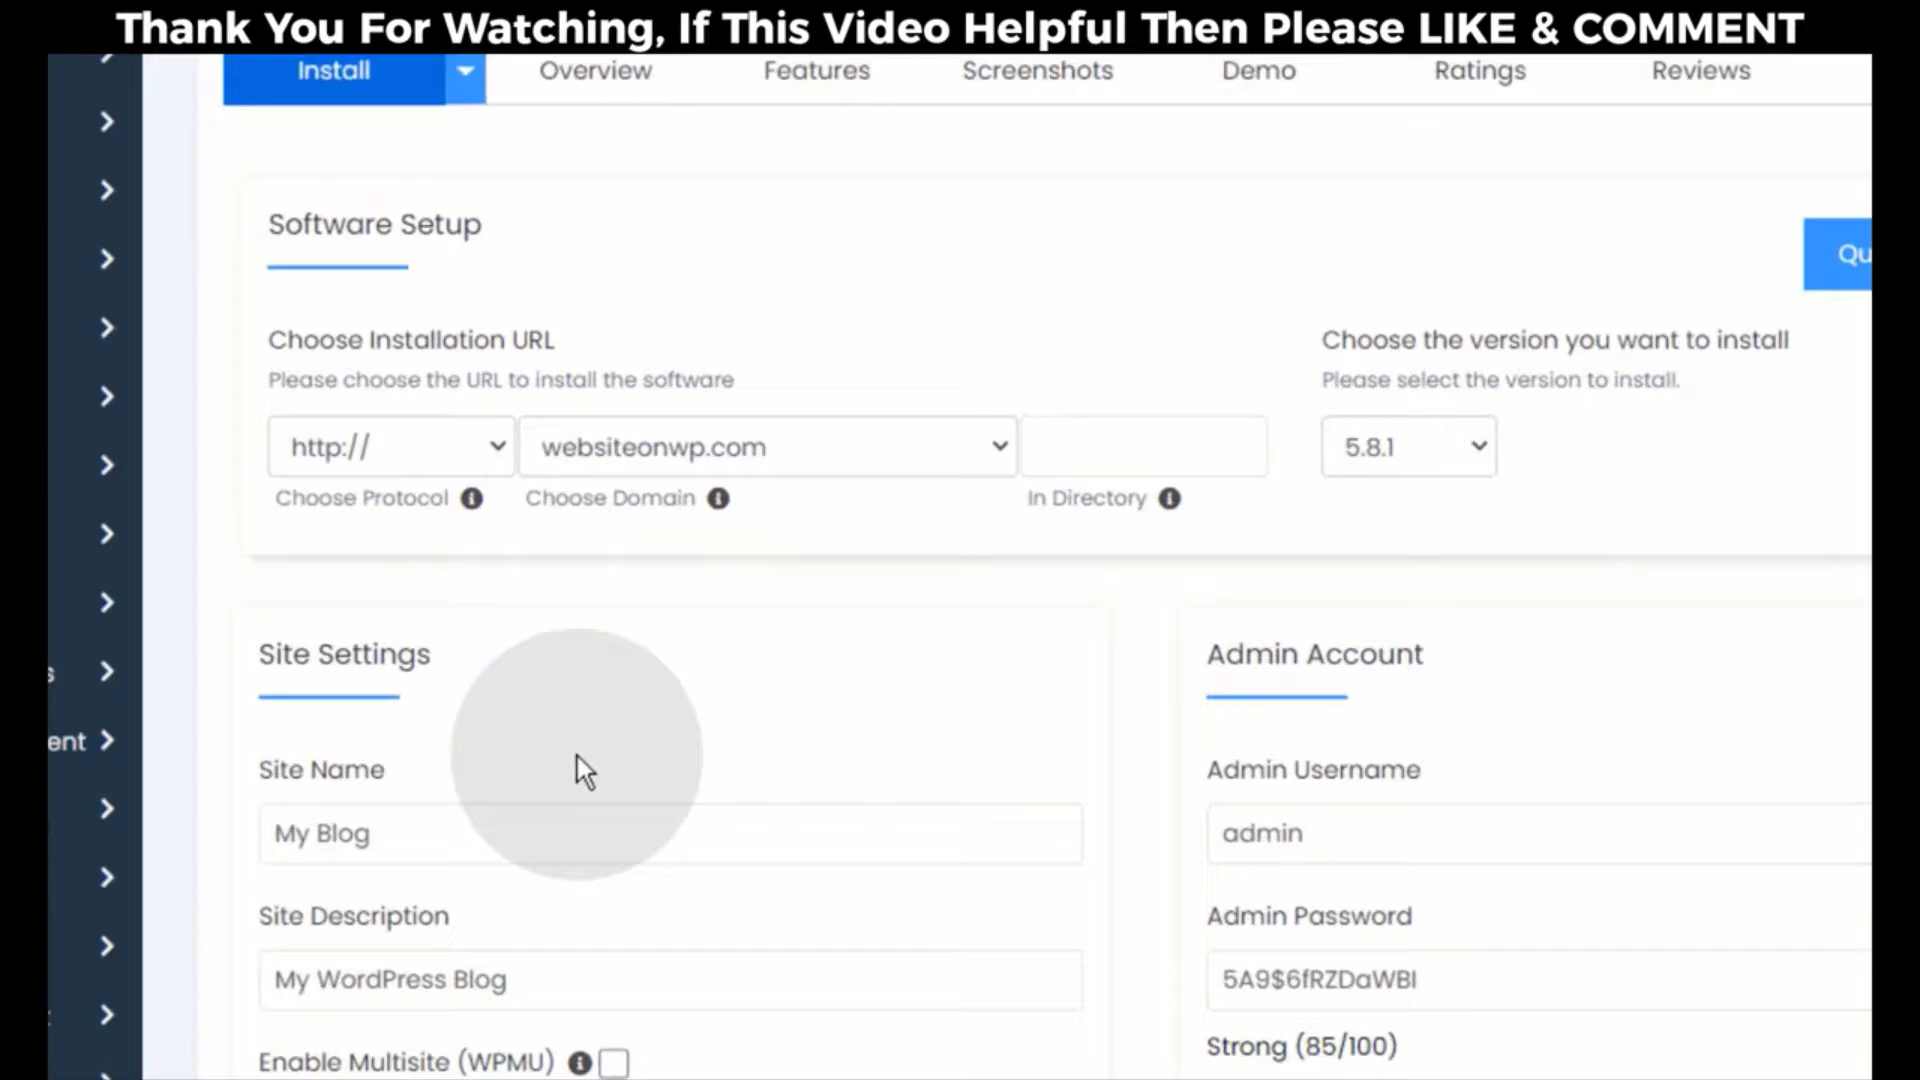 Thank You For Watching, If This Video Helpful Then Please LIKE & COMMENT
Install Overview Features Screenshots Demo Ratings Reviews
Software Setup
Qu
Choose Installation URL
Please choose the URL to install the software
http://
websiteonwp.com
Choose Protocol
Choose Domain
In Directory
Choose the version you want to install
Please select the version to install.
5.8.1
s
ent
Site Settings
Site Name
My Blog
Site Description
My WordPress Blog
Enable Multisite (WPMU)
Admin Account
Admin Username
admin
Admin Password
5A9$6fRZDaWBI
Strong (85/100)